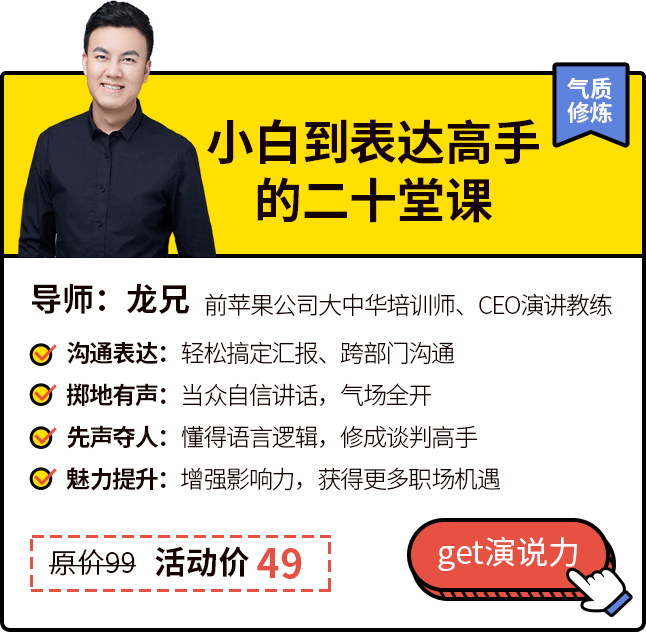 气质
修炼
小白到表达高手
的二十堂课
导师：龙兄 前苹果公司大中华培训师、CEO演讲教练
沟通表达：轻松搞定汇报、跨部门沟通
掷地有声：当众自信讲话，气场全开
先声夺人：懂得语言逻辑，修成谈判高手
魅力提升：增强影响力，获得更多职场机遇
原价99 活动价 49
get演说力